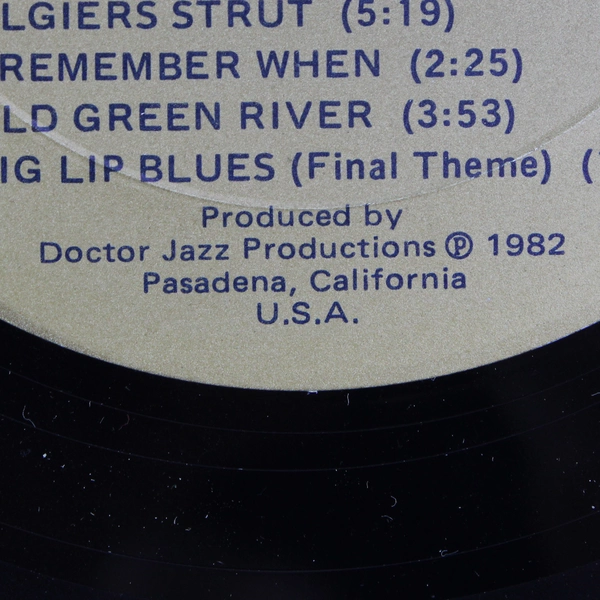 LGIERS STRUT (5:19)
REMEMBER WHEN (2:25)
LD GREEN RIVER (3:53)
IG LIP BLUES (Final Theme) (
Produced by
Doctor Jazz Productions ℗ 1982
Pasadena, California
U.S.A.